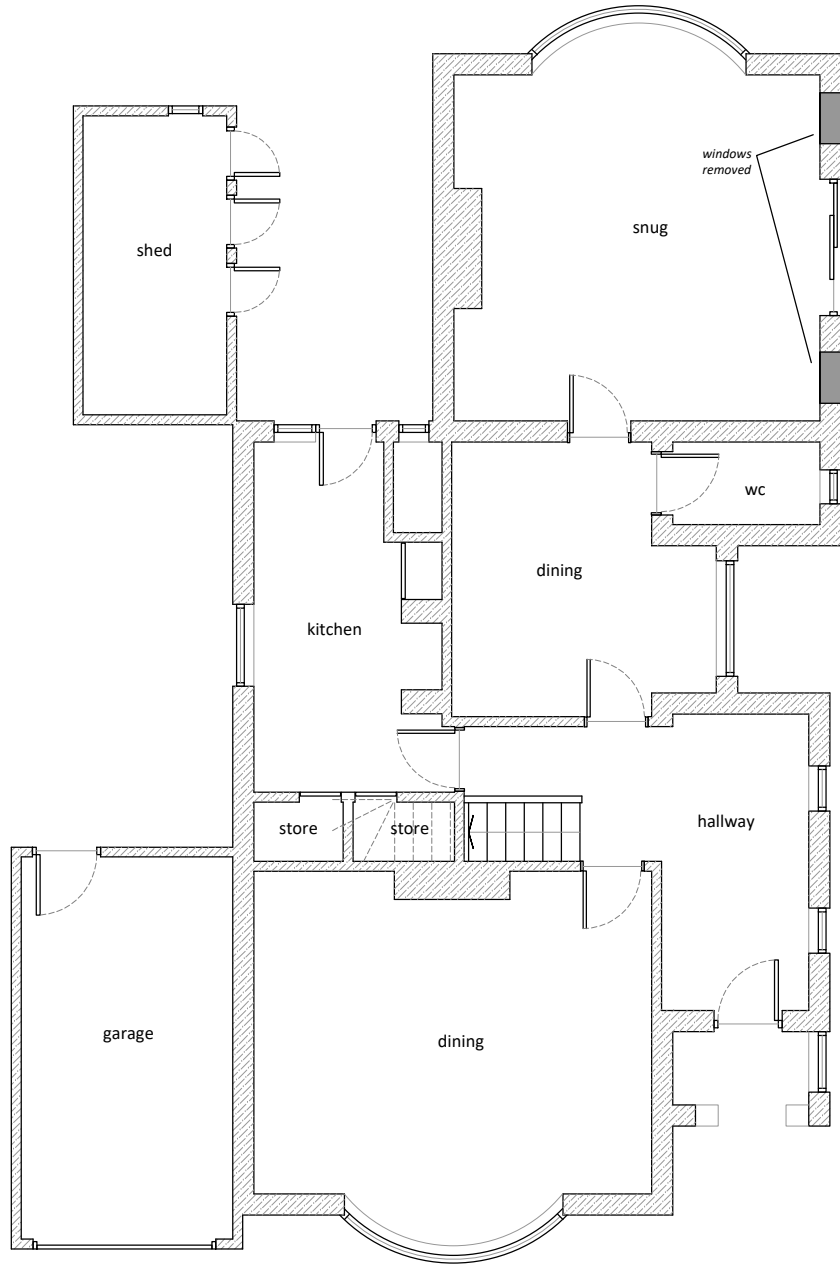 windows
removed
snug
shed
wc
dining
kitchen
store
store
hallway
garage
dining